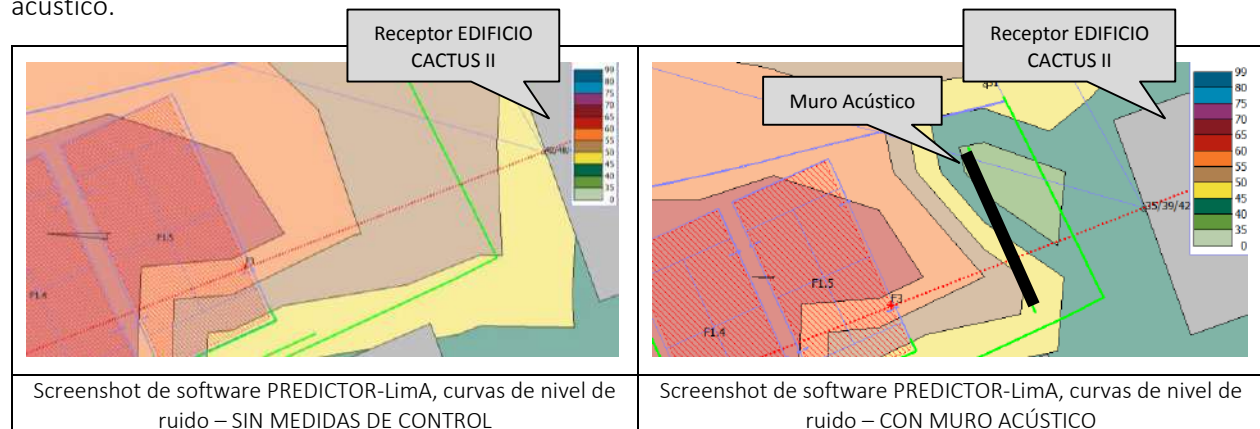 acústico.
Receptor EDIFICIO
CACTUS II
99
80
75
70
65
60
55
50
45
40
35
0
F1.5
F1.4
Receptor EDIFICIO
CACTUS II
Muro Acústico
99
80
75
70
65
60
55
50
45
40
35
0
35/39/42
F1.5
F3
F1.4
Screenshot de software PREDICTOR-LimA, curvas de nivel de
ruido – SIN MEDIDAS DE CONTROL
Screenshot de software PREDICTOR-LimA, curvas de nivel de
ruido – CON MURO ACÚSTICO